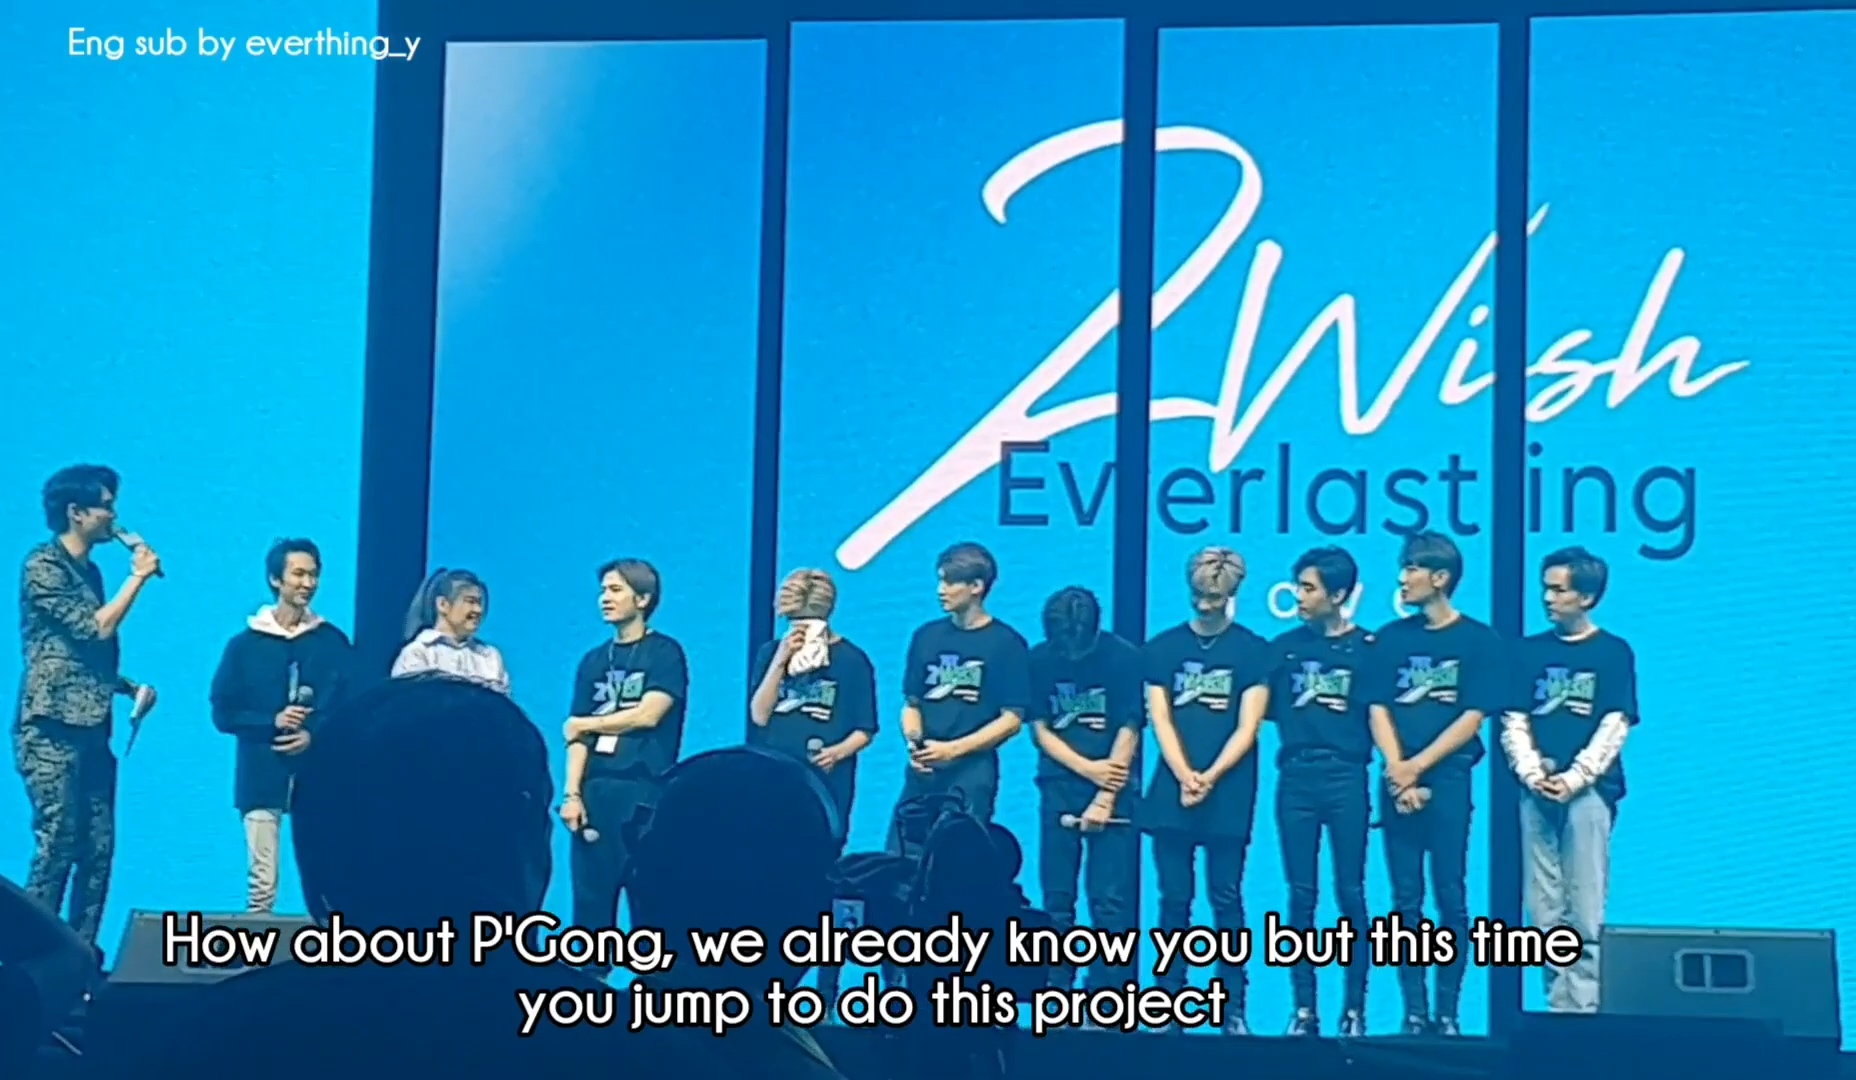 Eng sub by everthing_y
2Wish
Everlasting
How about P'Gong, we already know you but this time
you jump to do this project